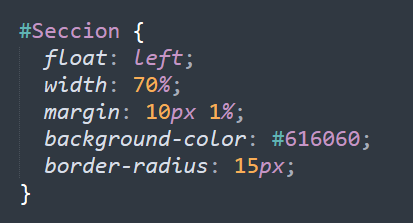 #Seccion {
  float: left;
  width: 70%;
  margin: 10px 1%;
  background-color: #616060;
  border-radius: 15px;
}